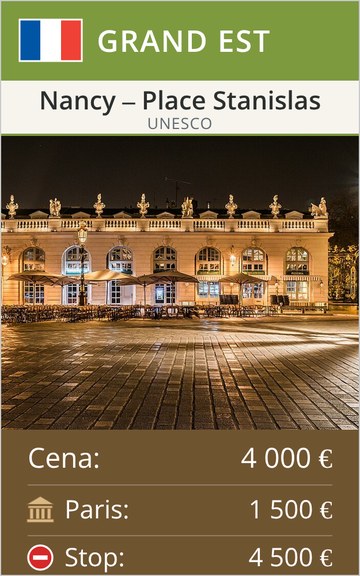 GRAND EST
Nancy – Place Stanislas
UNESCO
Cena: 4 000 €
Paris: 1 500 €
Stop: 4 500 €